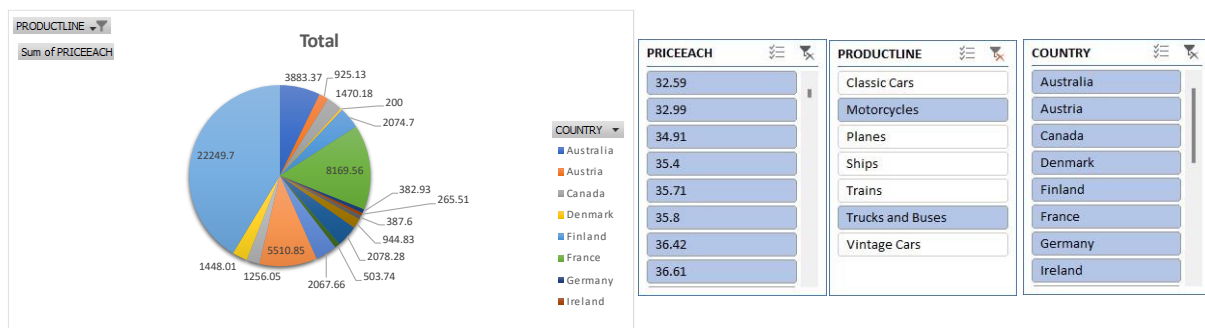 PRODUCTLINE
Sum of PRICEEACH
Total
3883.37
925.13
1470.18
200
2074.7
22249.7
8169.56
382.93
265.51
387.6
944.83
2078.28
503.74
2067.66
5510.85
1256.05
1448.01
COUNTRY
Australia
Austria
Canada
Denmark
Finland
France
Germany
Ireland
PRICEEACH
32.59
32.99
34.91
35.4
35.71
35.8
36.42
36.61
PRODUCTLINE
Classic Cars
Motorcycles
Planes
Ships
Trains
Trucks and Buses
Vintage Cars
COUNTRY
Australia
Austria
Canada
Denmark
Finland
France
Germany
Ireland